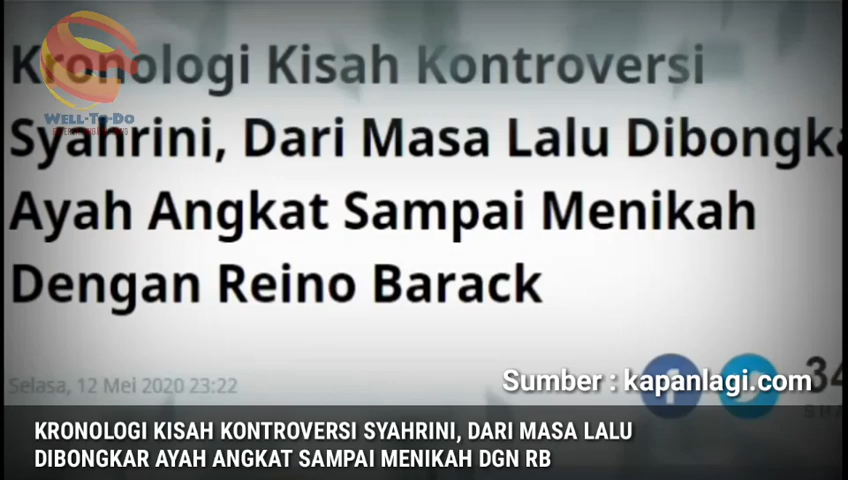 Kronologi Kisah Kontroversi
WELL-TO-DO
Syahrini, Dari Masa Lalu Dibongka
Ayah Angkat Sampai Menikah
Dengan Reino Barack
Selasa, 12 Mei 2020 23:22
Sumber : kapanlagi.com
34
KRONOLOGI KISAH KONTROVERSI SYAHRINI, DARI MASA LALU
DIBONGKAR AYAH ANGKAT SAMPAI MENIKAH DGN RB